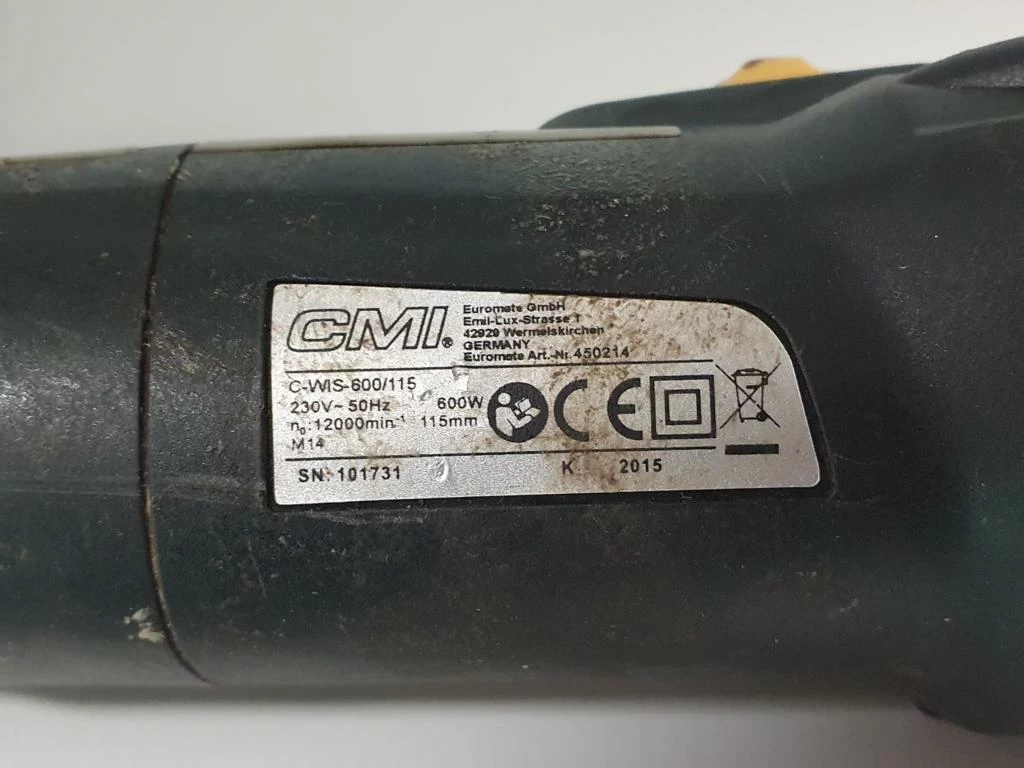 CMI®
Euromate GmbH
Emil-Lux-Strasse 1
42929 Wermelskirchen
GERMANY
Euromate Art.-Nr. 450214
C-WIS-600/115
230V~ 50Hz 600W
n₀:12000min⁻¹ 115mm
M14
CE
SN: 101731 K 2015